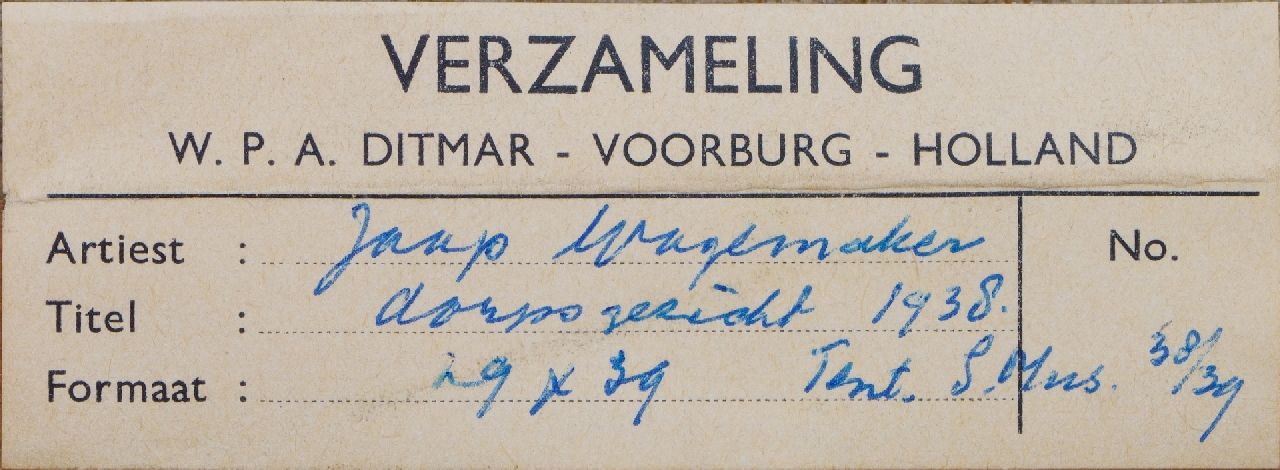 VERZAMELING
W. P. A. DITMAR - VOORBURG - HOLLAND
Artiest : Jaap Wagemaker No.
Titel : dorpsgezicht 1938.
Formaat : 29 x 39 Tent. S. Mus. 38/39